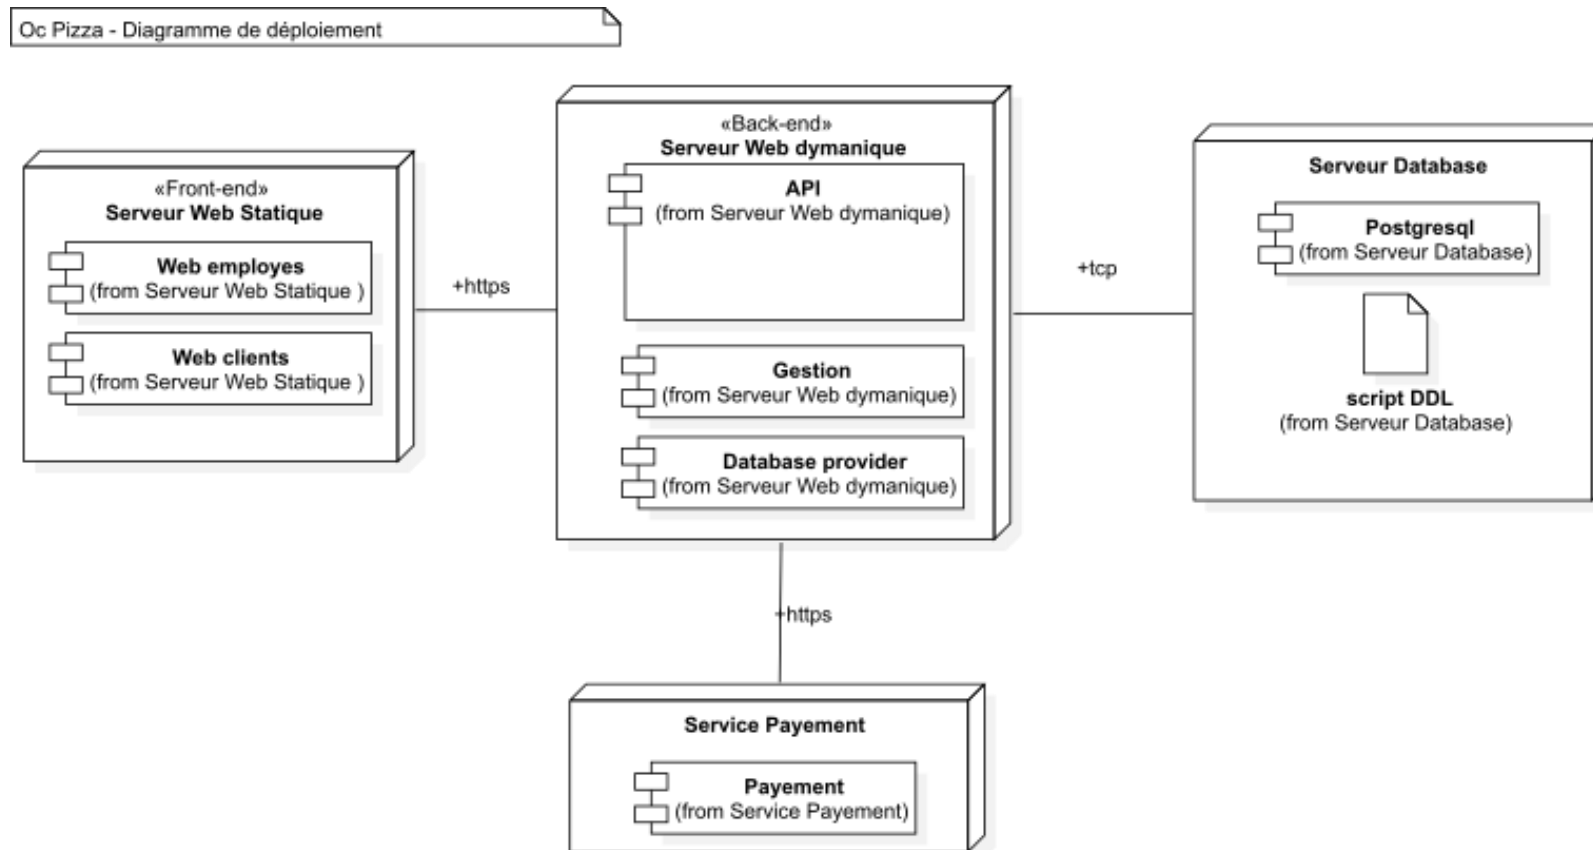 Oc Pizza - Diagramme de déploiement
«Front-end»
Serveur Web Statique
Web employes
(from Serveur Web Statique )
Web clients
(from Serveur Web Statique )
+https
«Back-end»
Serveur Web dymanique
API
(from Serveur Web dymanique)
Gestion
(from Serveur Web dymanique)
Database provider
(from Serveur Web dymanique)
+tcp
Serveur Database
Postgresql
(from Serveur Database)
script DDL
(from Serveur Database)
+https
Service Payement
Payement
(from Service Payement)